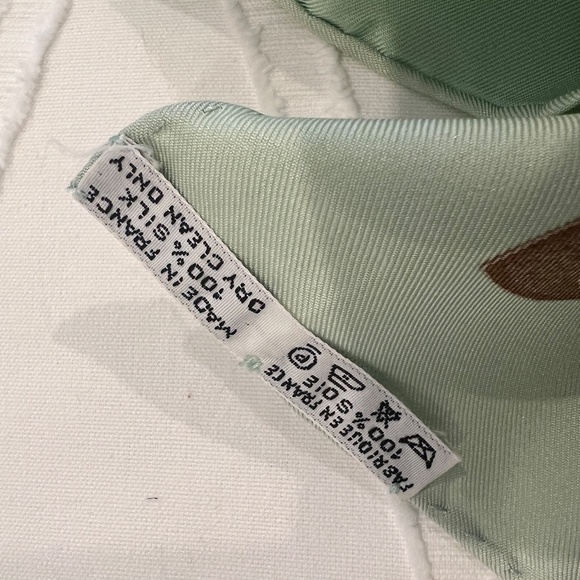 MADE IN FRANCE
100% SILK
DRY CLEAN ONLY
FABRIQUE EN FRANCE
100% SOIE
P